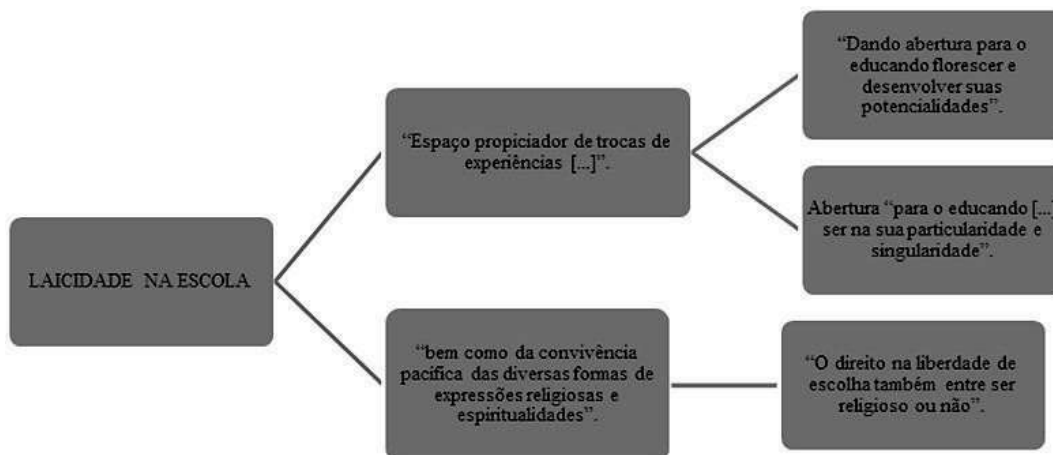 LAICIDADE NA ESCOLA
“Espaço propiciador de trocas de
experiências [...]”.
“Dando abertura para o
educando florescer e
desenvolver suas
potencialidades”.
Abertura “para o educando [...]
ser na sua particularidade e
singularidade”.
“bem como da convivência
pacífica das diversas formas de
expressões religiosas e
espiritualidades”.
“O direito na liberdade de
escolha também entre ser
religioso ou não”.